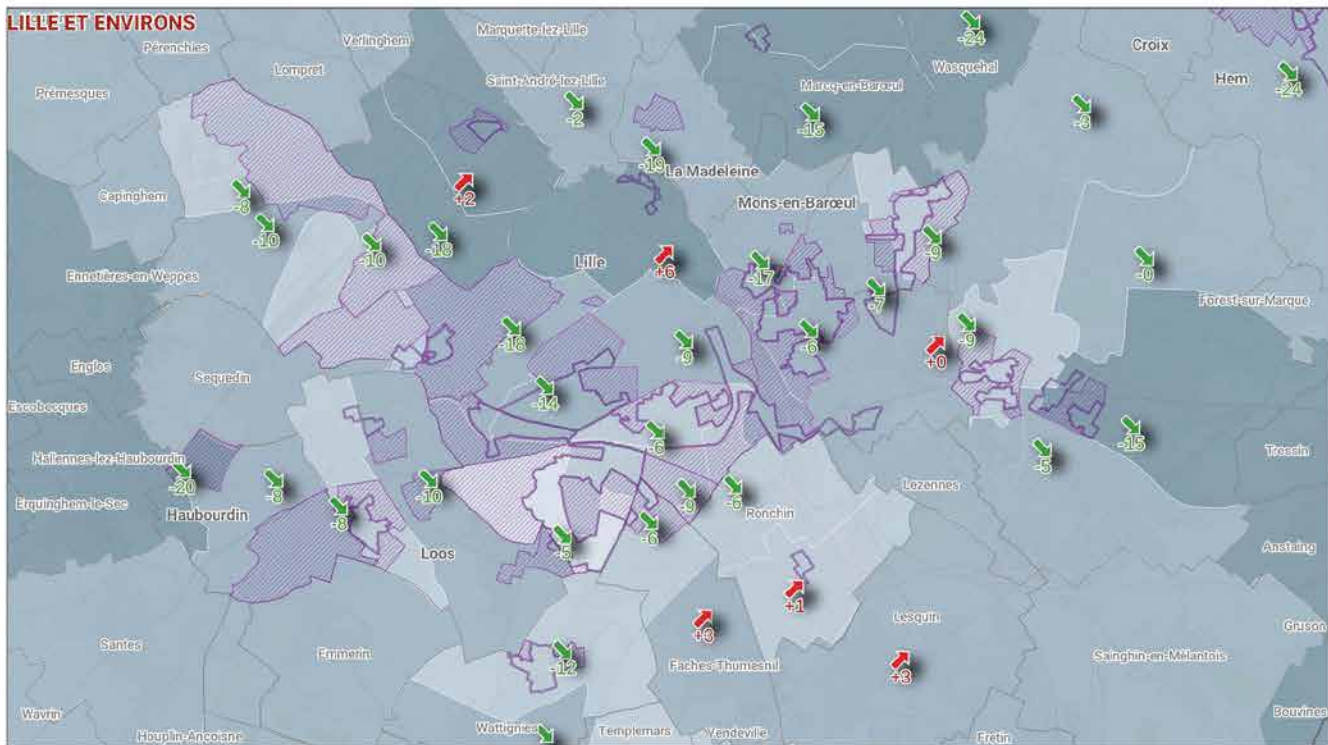 LILLE ET ENVIRONS
Marquette-lez-Lille
-24
Verlinghem
Pérenchies
Croix
Wasquehal
Lompret
Hem
Saint-André-lez-Lille
Marcq-en-Barœul
-24
Prémesques
-2
-15
-3
-19
La Madeleine
Capinghem
+2
-8
Mons-en-Barœul
-10
-10
-18
-9
Lille
+6
-17
-0
Ennetières-en-Weppes
-7
Forest-sur-Marque
-18
-9
-6
-9
+0
Englos
Sequedin
-14
Escobecques
-6
-15
Hallennes-lez-Haubourdin
-5
Tressin
-20
-8
-10
-9
-6
Lezennes
Erquinghem-le-Sec
Haubourdin
-8
Ronchin
-6
Loos
-5
Anstaing
+1
Lesquin
+3
Gruson
Santes
Emmerin
-12
Faches-Thumesnil
+3
Sainghin-en-Mélantois
Wavrin
Houplin-Ancoisne
Wattignies
Templemars
Vendeville
Fretin
Bouvines